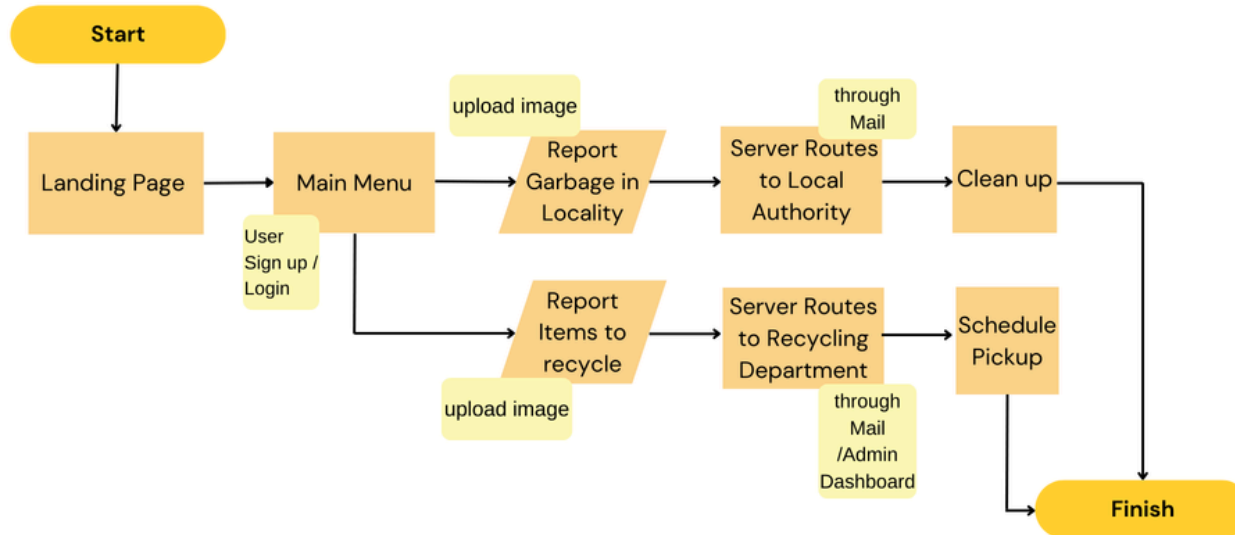 Start
upload image
through
Mail
Landing Page
Main Menu
Report
Garbage in
Locality
Server Routes
to Local
Authority
Clean up
User
Sign up /
Login
Report
Items to
recycle
Server Routes
to Recycling
Department
Schedule
Pickup
upload image
through
Mail
/Admin
Dashboard
Finish